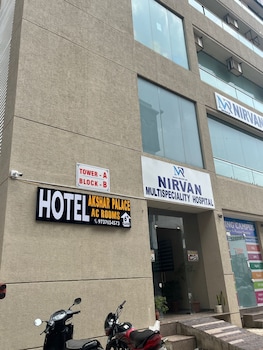 NIRVAN
NIRVAN
MULTISPECIALITY HOSPITAL
TOWER - A
BLOCK - B
HOTEL
AKSHAR PALACE
AC ROOMS